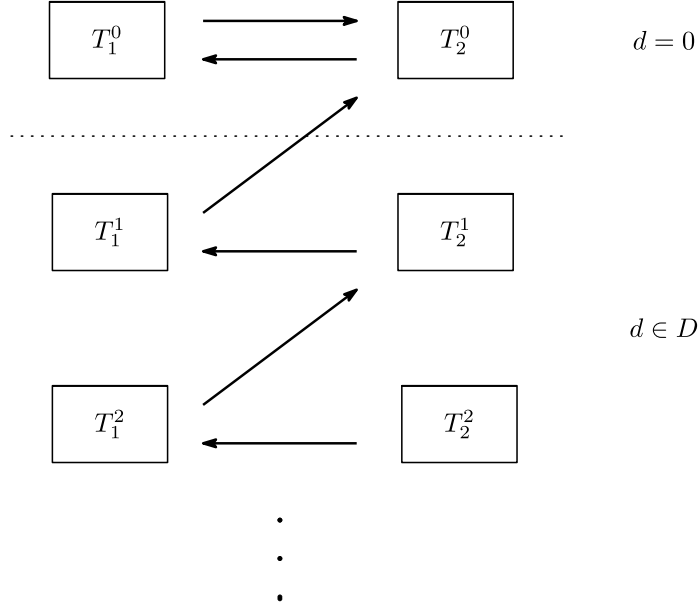 T_1^0 T_2^0 d = 0
T_1^1 T_2^1
d ∈ D
T_1^2 T_2^2